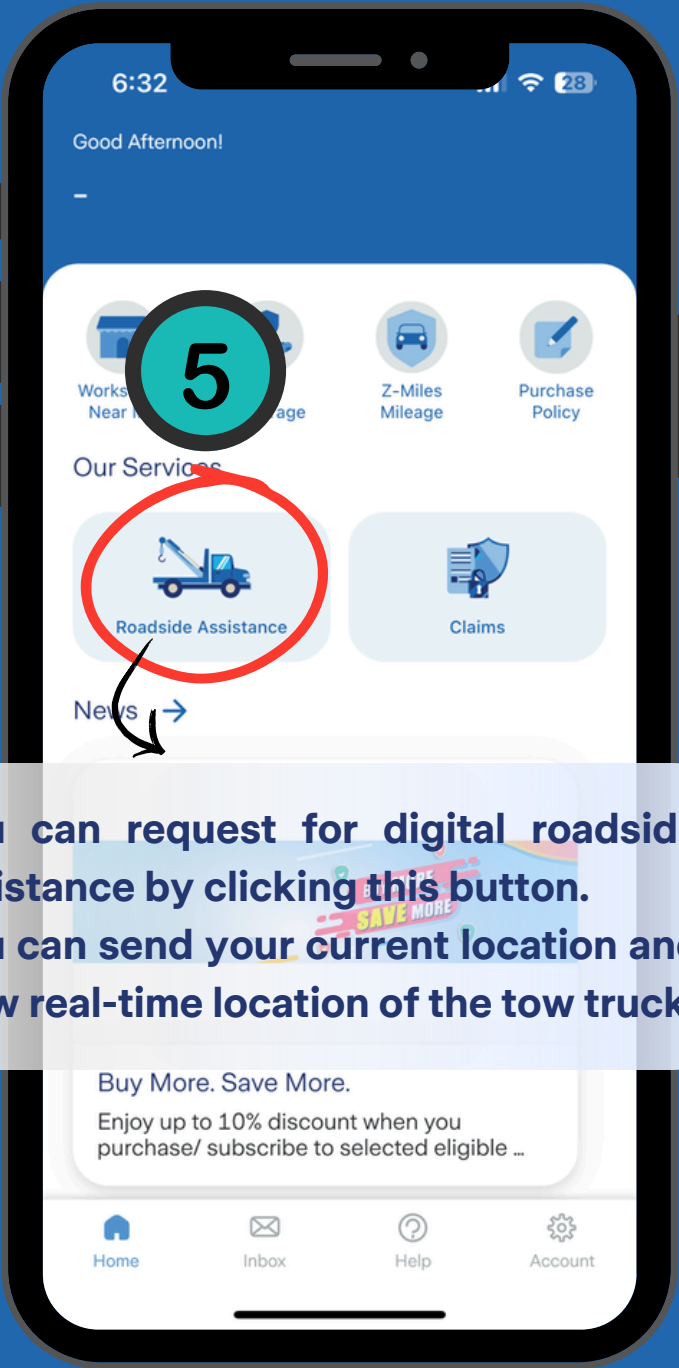 6:32
28
Good Afternoon!
-
5
Near
age
Z-Miles
Mileage
Purchase
Policy
Our Services
Roadside Assistance
Claims
News
can request for digital
by clicking this button.
can send your current location
real-time location of the tow truck
SAVE MORE
Buy More. Save More.
Enjoy up to 10% discount when you
purchase/ subscribe to selected eligible ...
Home
Inbox
Help
Account